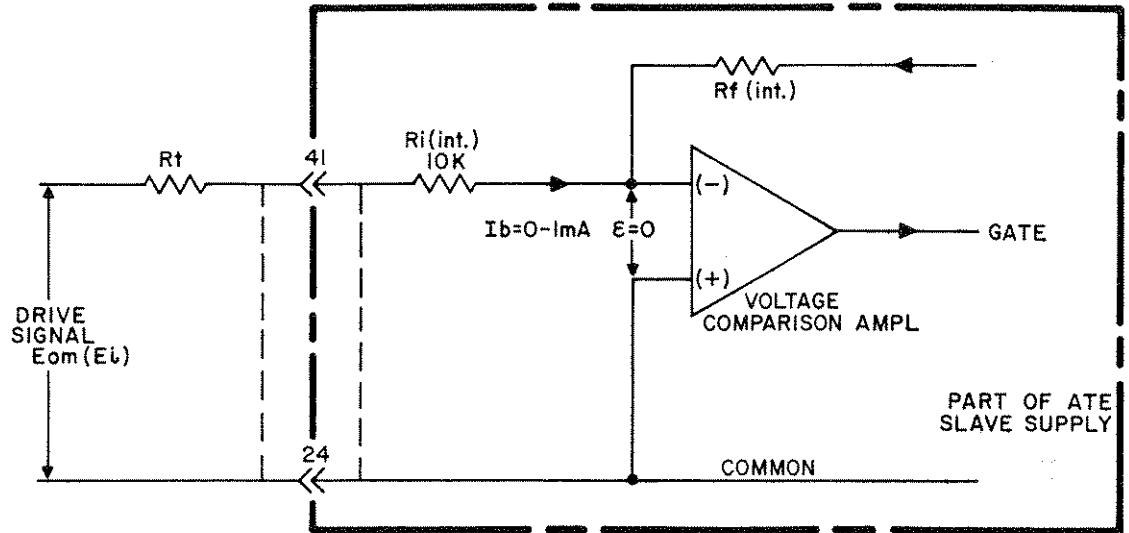 Rf (int.)
Rt
41
Ri (int.)
10K
(-)
Ib=0-1mA
Ɛ=0
GATE
(+)
VOLTAGE
COMPARISON AMPL
DRIVE
SIGNAL
Eom (Ei)
PART OF ATE
SLAVE SUPPLY
24
COMMON